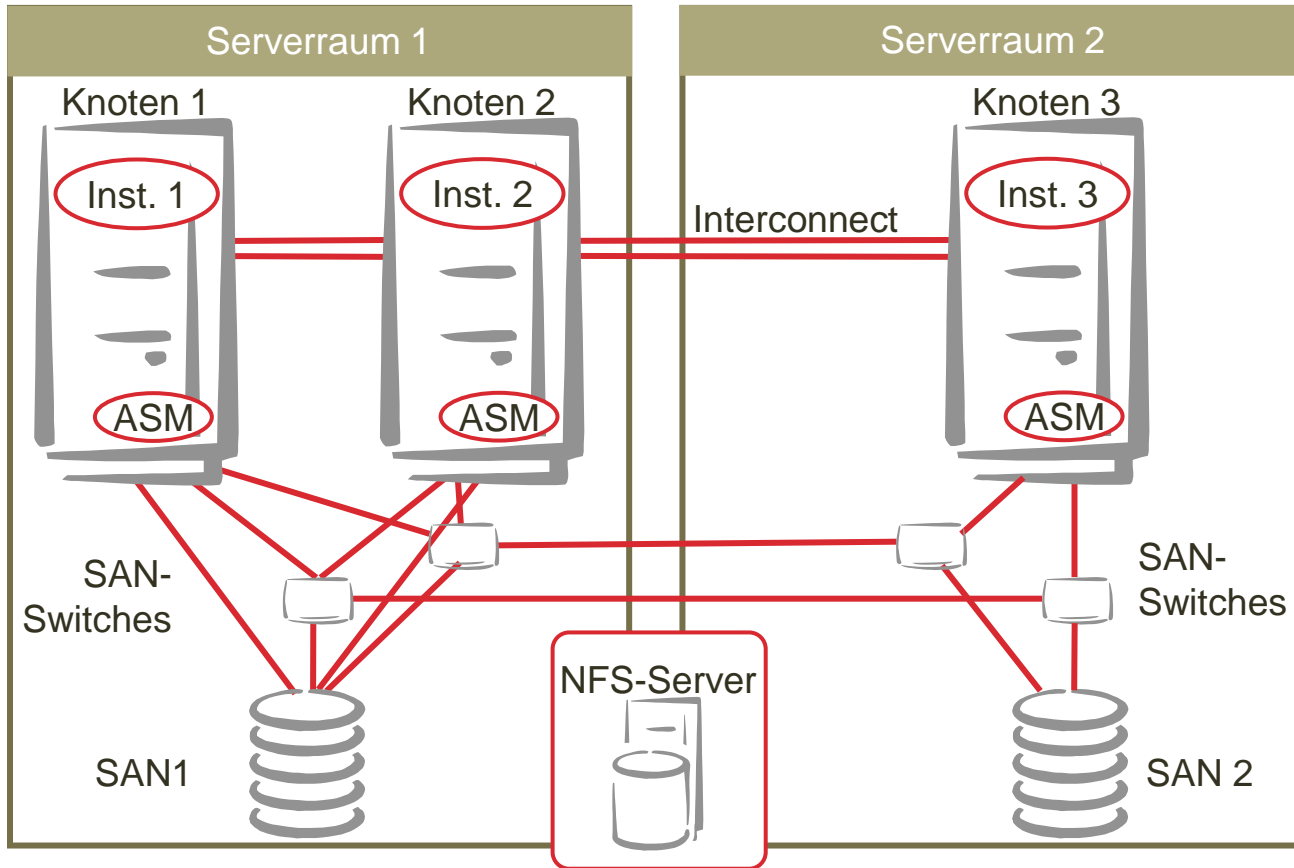 Serverraum 1
Serverraum 2
Knoten 1
Knoten 2
Knoten 3
Inst. 1
Inst. 2
Inst. 3
Interconnect
ASM
ASM
ASM
SAN-
Switches
SAN-
Switches
NFS-Server
SAN1
SAN 2